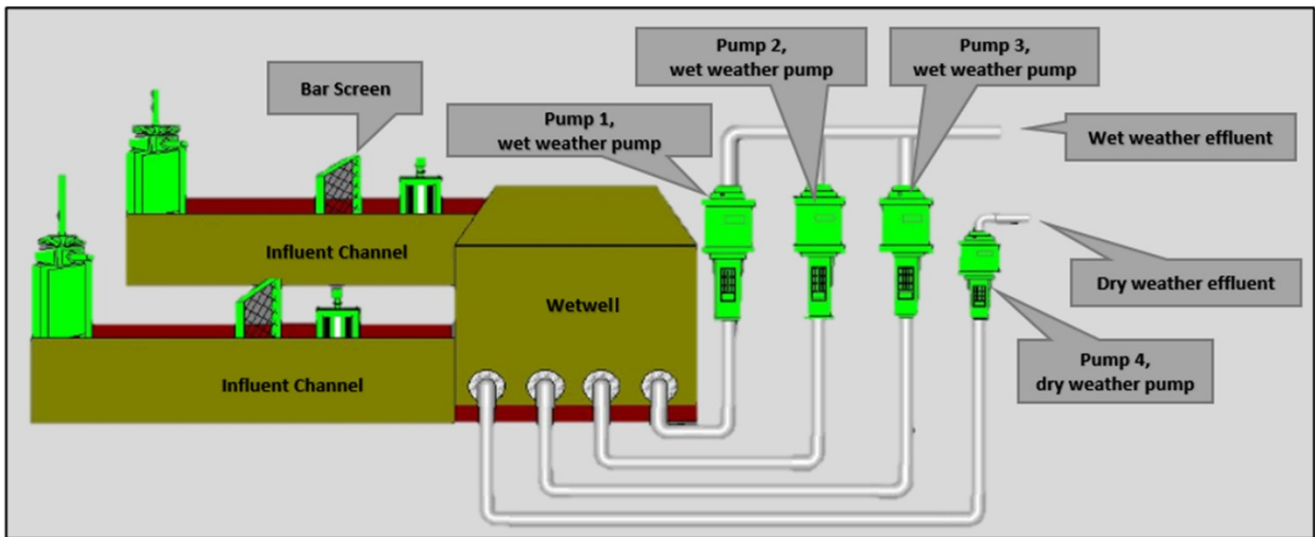 Pump 2,
wet weather pump
Pump 3,
wet weather pump
Bar Screen
Pump 1,
wet weather pump
Wet weather effluent
Influent Channel
Wetwell
Dry weather effluent
Influent Channel
Pump 4,
dry weather pump